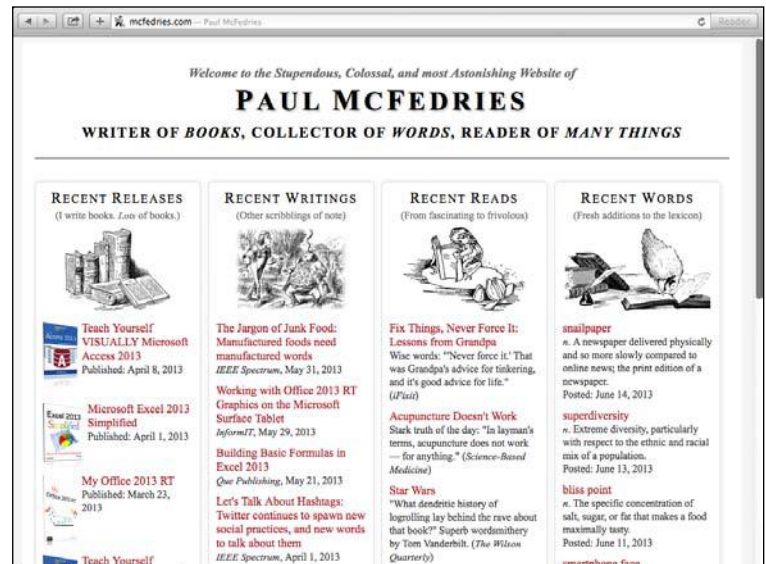 mcfedries.com — Paul McFedries
Reader
Welcome to the Stupendous, Colossal, and most Astonishing Website of
PAUL MCFEDRIES
WRITER OF BOOKS, COLLECTOR OF WORDS, READER OF MANY THINGS
RECENT RELEASES
(I write books. Lots of books.)
Teach Yourself
VISUALLY Microsoft
Access 2013
Published: April 8, 2013
Microsoft Excel 2013
Simplified
Published: April 1, 2013
My Office 2013 RT
Published: March 23,
2013
Teach Yourself
RECENT WRITINGS
(Other scribblings of note)
The Jargon of Junk Food:
Manufactured foods need
manufactured words
IEEE Spectrum, May 31, 2013
Working with Office 2013 RT
Graphics on the Microsoft
Surface Tablet
InformIT, May 29, 2013
Building Basic Formulas in
Excel 2013
Que Publishing, May 21, 2013
Let's Talk About Hashtags:
Twitter continues to spawn new
social practices, and new words
to talk about them
IEEE Spectrum, April 1, 2013
RECENT READS
(From fascinating to frivolous)
Fix Things, Never Force It:
Lessons from Grandpa
Wise words: "'Never force it.' That
was Grandpa's advice for tinkering,
and it's good advice for life."
(iFixit)
Acupuncture Doesn't Work
Stark truth of the day: "In layman's
terms, acupuncture does not work
— for anything." (Science-Based
Medicine)
Star Wars
"What dendritic history of
logrolling lay behind the rave about
that book?" Superb wordsmithery
by Tom Vanderbilt. (The Wilson
Quarterly)
RECENT WORDS
(Fresh additions to the lexicon)
snailpaper
n. A newspaper delivered physically
and so more slowly compared to
online news; the print edition of a
newspaper.
Posted: June 14, 2013
superdiversity
n. Extreme diversity, particularly
with respect to the ethnic and racial
mix of a population.
Posted: June 13, 2013
bliss point
n. The specific concentration of
salt, sugar, or fat that makes a food
maximally tasty.
Posted: June 11, 2013
smartphone face